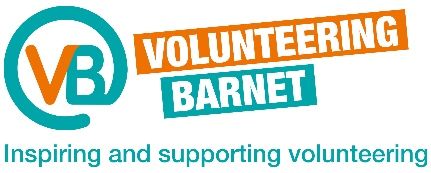 VB
VOLUNTEERING
BARNET
Inspiring and supporting volunteering